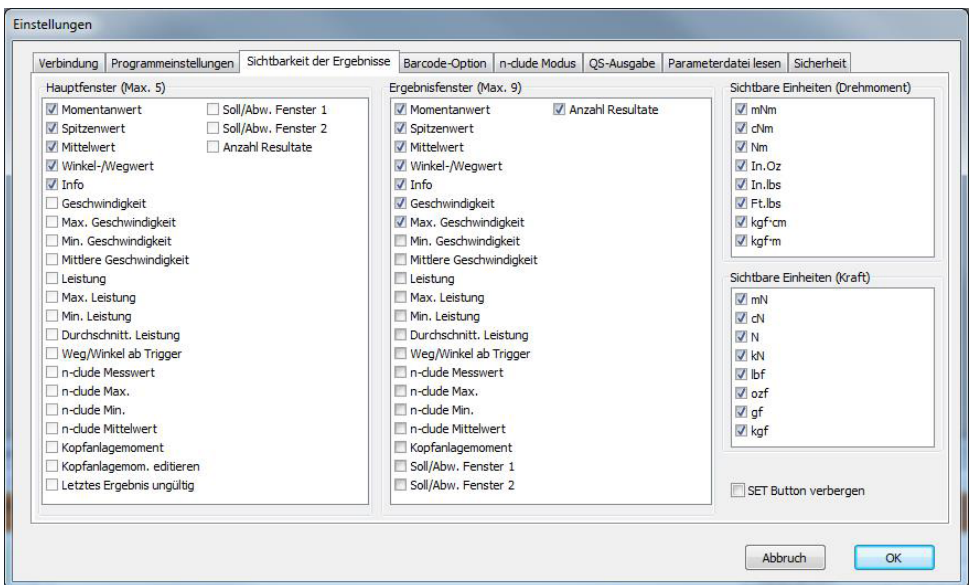 Einstellungen
Verbindung Programmeinstellungen Sichtbarkeit der Ergebnisse Barcode-Option n-clude Modus QS-Ausgabe Parameterdatei lesen Sicherheit
Hauptfenster (Max. 5)
Momentanwert
Spitzenwert
Mittelwert
Winkel-/Wegwert
Info
Geschwindigkeit
Max. Geschwindigkeit
Min. Geschwindigkeit
Mittlere Geschwindigkeit
Leistung
Max. Leistung
Min. Leistung
Durchschnitt. Leistung
Weg/Winkel ab Trigger
n-clude Messwert
n-clude Max.
n-clude Min.
n-clude Mittelwert
Kopfanlagemoment
Kopfanlagemom. editieren
Letztes Ergebnis ungültig
Soll/Abw. Fenster 1
Soll/Abw. Fenster 2
Anzahl Resultate
Ergebnisfenster (Max. 9)
Momentanwert
Spitzenwert
Mittelwert
Winkel-/Wegwert
Info
Geschwindigkeit
Max. Geschwindigkeit
Min. Geschwindigkeit
Mittlere Geschwindigkeit
Leistung
Max. Leistung
Min. Leistung
Durchschnitt. Leistung
Weg/Winkel ab Trigger
n-clude Messwert
n-clude Max.
n-clude Min.
n-clude Mittelwert
Kopfanlagemoment
Soll/Abw. Fenster 1
Soll/Abw. Fenster 2
Anzahl Resultate
Sichtbare Einheiten (Drehmoment)
mNm
cNm
Nm
In.Oz
In.lbs
Ft.lbs
kgf·cm
kgf·m
Sichtbare Einheiten (Kraft)
mN
cN
N
kN
lbf
ozf
gf
kgf
SET Button verbergen
Abbruch
OK